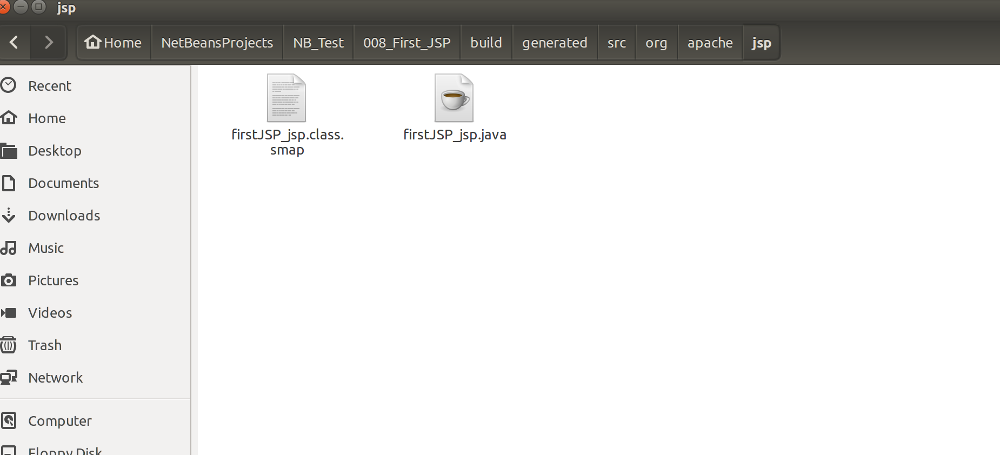 jsp
Home NetBeansProjects NB_Test 008_First_JSP build generated src org apache jsp
Recent
Home
Desktop
Documents
Downloads
Music
Pictures
Videos
Trash
Network
Computer
Floppy Disk
firstJSP_jsp.class.
smap
firstJSP_jsp.java